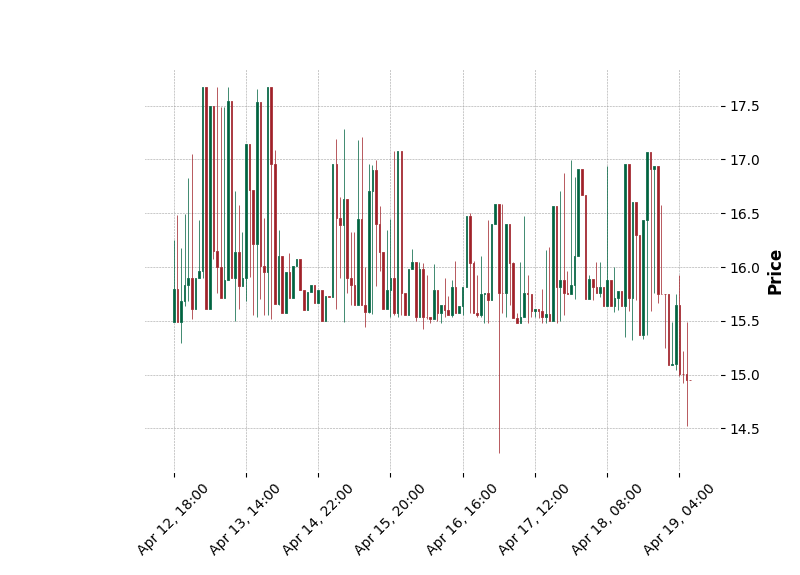 17.5
17.0
16.5
16.0
15.5
15.0
14.5
Price
Apr 12, 18:00
Apr 13, 14:00
Apr 14, 22:00
Apr 15, 20:00
Apr 16, 16:00
Apr 17, 12:00
Apr 18, 08:00
Apr 19, 04:00